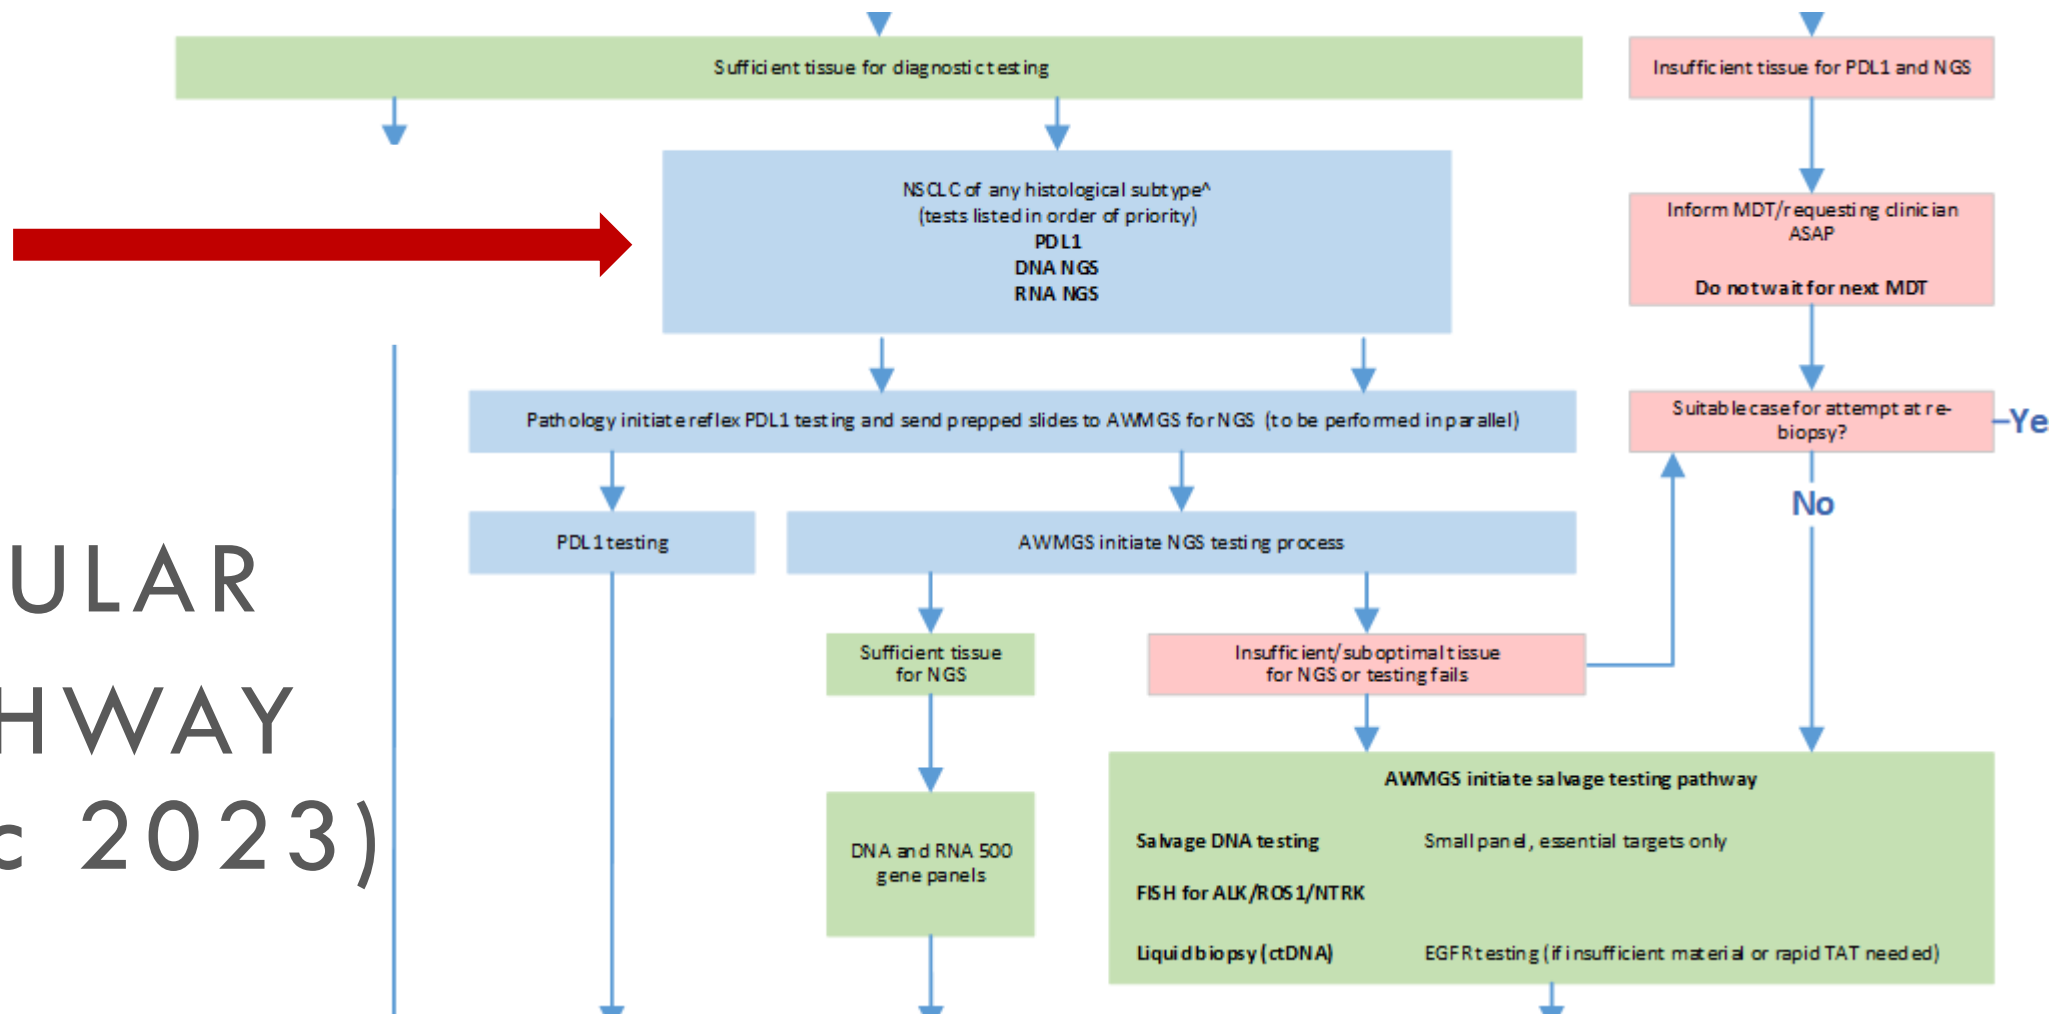 Sufficient tissue for diagnostic testing
Insufficient tissue for PDL1 and NGS
NSCLC of any histological subtype^
(tests listed in order of priority)
PDL1
DNA NGS
RNA NGS
Inform MDT/requesting clinician
ASAP
Do not wait for next MDT
Pathology initiate reflex PDL1 testing and send prepped slides to AWMGS for NGS (to be performed in parallel)
Suitable case for attempt at re-
biopsy?
Ye
No
PDL1 testing
AWMGS initiate NGS testing process
ULAR
HWAY
c 2023)
Sufficient tissue
for NGS
Insufficient/suboptimal tissue
for NGS or testing fails
DNA and RNA 500
gene panels
AWMGS initiate salvage testing pathway
Salvage DNA testing Small panel, essential targets only
FISH for ALK/ROS1/NTRK
Liquid biopsy (ctDNA) EGFR testing (if insufficient material or rapid TAT needed)